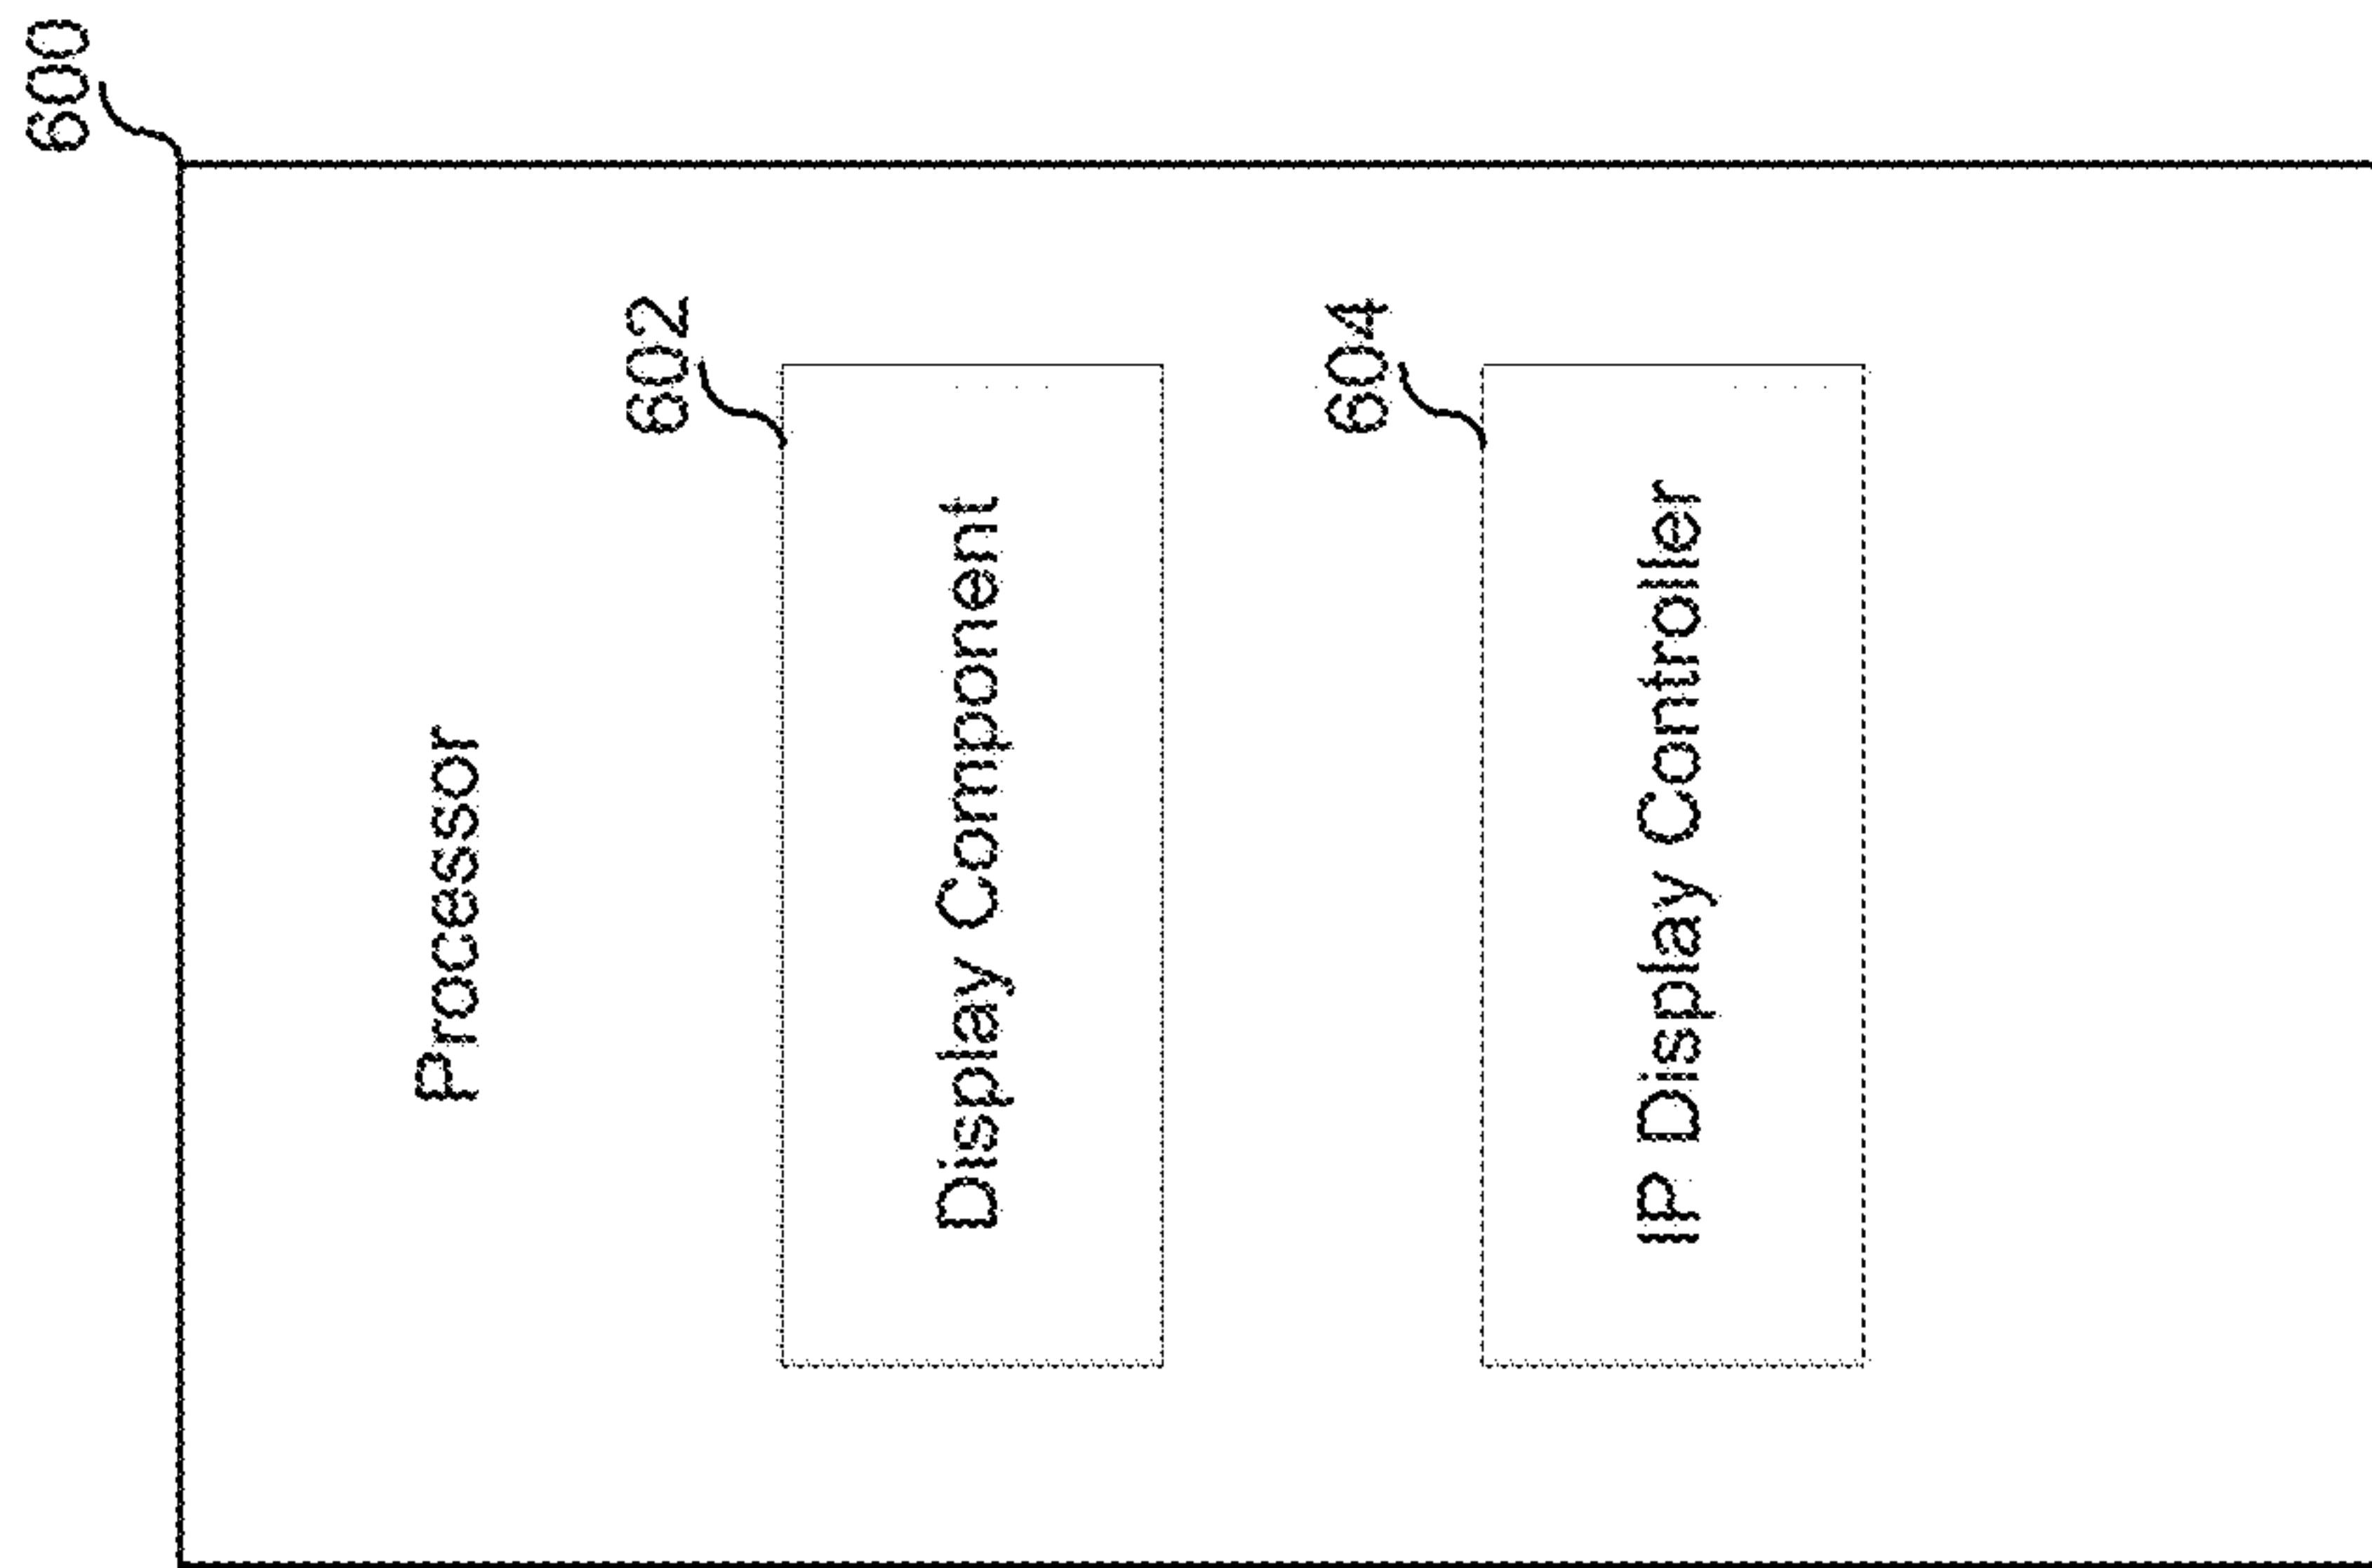 600
Processor
602
Display Component
604
IP Display Controller